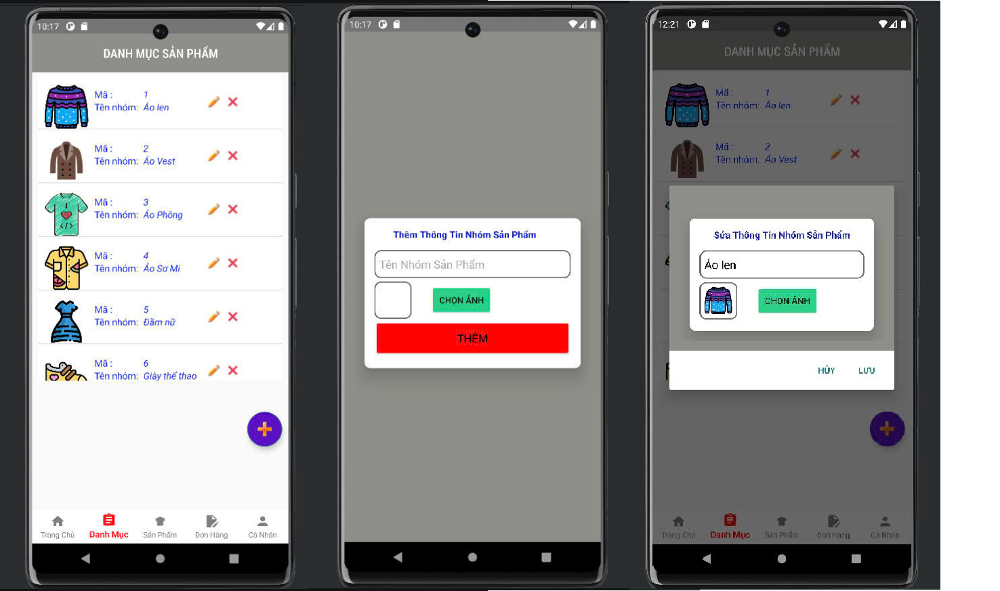 10:17
DANH MỤC SẢN PHẨM
Mã : 1
Tên nhóm: Áo len
Mã : 2
Tên nhóm: Áo Vest
Mã : 3
Tên nhóm: Áo Phông
Mã : 4
Tên nhóm: Áo Sơ Mi
Mã : 5
Tên nhóm: Đầm nữ
Mã : 6
Tên nhóm: Giày thể thao
Trang Chủ Danh Mục Sản Phẩm Đơn Hàng Cá Nhân
10:17
Thêm Thông Tin Nhóm Sản Phẩm
Tên Nhóm Sản Phẩm
CHỌN ẢNH
THÊM
12:21
DANH MỤC SẢN PHẨM
Mã : 1
Tên nhóm: Áo len
Mã : 2
Tên nhóm: Áo Vest
Sửa Thông Tin Nhóm Sản Phẩm
Áo len
CHỌN ẢNH
HỦY LƯU
Trang Chủ Danh Mục Sản Phẩm Đơn Hàng Cá Nhân